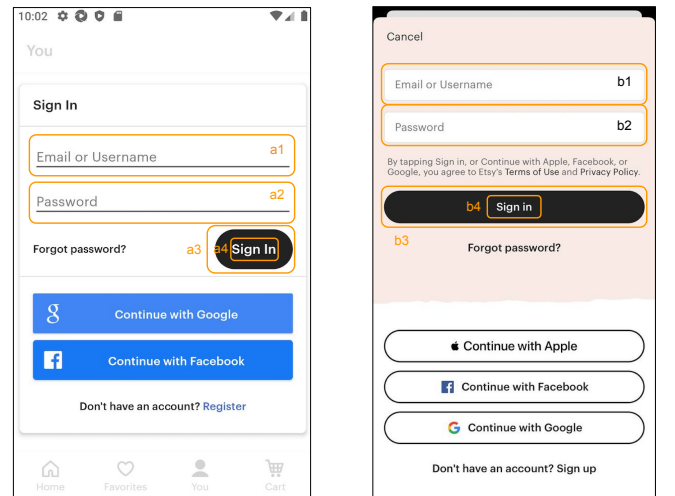 10:02
You
Sign In
Email or Username a1
Password a2
Forgot password? a3 a4 Sign In
Continue with Google
Continue with Facebook
Don't have an account? Register
Home Favorites You Cart
Cancel
Email or Username b1
Password b2
By tapping Sign in, or Continue with Apple, Facebook, or
Google, you agree to Etsy's Terms of Use and Privacy Policy.
b4 Sign in
b3
Forgot password?
Continue with Apple
Continue with Facebook
Continue with Google
Don't have an account? Sign up